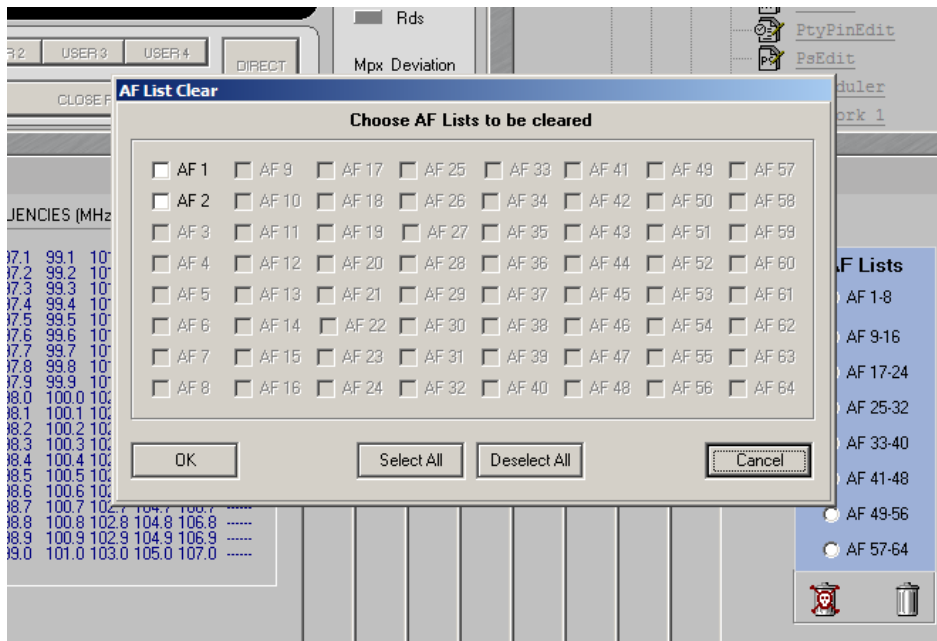 Rds
PtyPinEdit
USER 3 USER 4
DIRECT
Mpx Deviation
PsEdit
CLOSE
AF List Clear
Choose AF Lists to be cleared
AF 1 AF 9 AF 17 AF 25 AF 33 AF 41 AF 49 AF 57
AF 2 AF 10 AF 18 AF 26 AF 34 AF 42 AF 50 AF 58
AF 3 AF 11 AF 19 AF 27 AF 35 AF 43 AF 51 AF 59
AF 4 AF 12 AF 20 AF 28 AF 36 AF 44 AF 52 AF 60
AF 5 AF 13 AF 21 AF 29 AF 37 AF 45 AF 53 AF 61
AF 6 AF 14 AF 22 AF 30 AF 38 AF 46 AF 54 AF 62
AF 7 AF 15 AF 23 AF 31 AF 39 AF 47 AF 55 AF 63
AF 8 AF 16 AF 24 AF 32 AF 40 AF 48 AF 56 AF 64
OK Select All Deselect All Cancel
(MHz
99.1
99.2
99.3
99.4
99.5
99.6
99.7
99.8
99.9
100.0
100.1
100.2
100.3
100.4
100.5
100.6
100.7 102.7 104.7 106.7 ------
100.8 102.8 104.8 106.8 ------
100.9 102.9 104.9 106.9 ------
101.0 103.0 105.0 107.0 ------
Lists
AF 1-8
AF 9-16
AF 17-24
AF 25-32
AF 33-40
AF 41-48
AF 49-56
AF 57-64